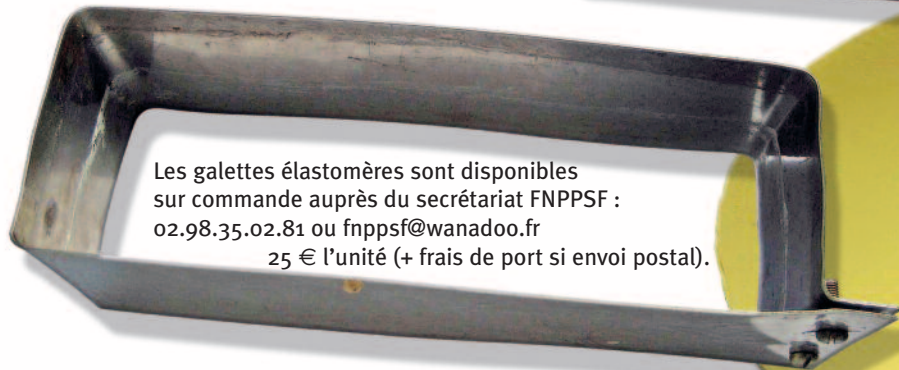 Les galettes élastomères sont disponibles
sur commande auprès du secrétariat FNPPSF :
02.98.35.02.81 ou fnppsf@wanadoo.fr
25 € l’unité (+ frais de port si envoi postal).